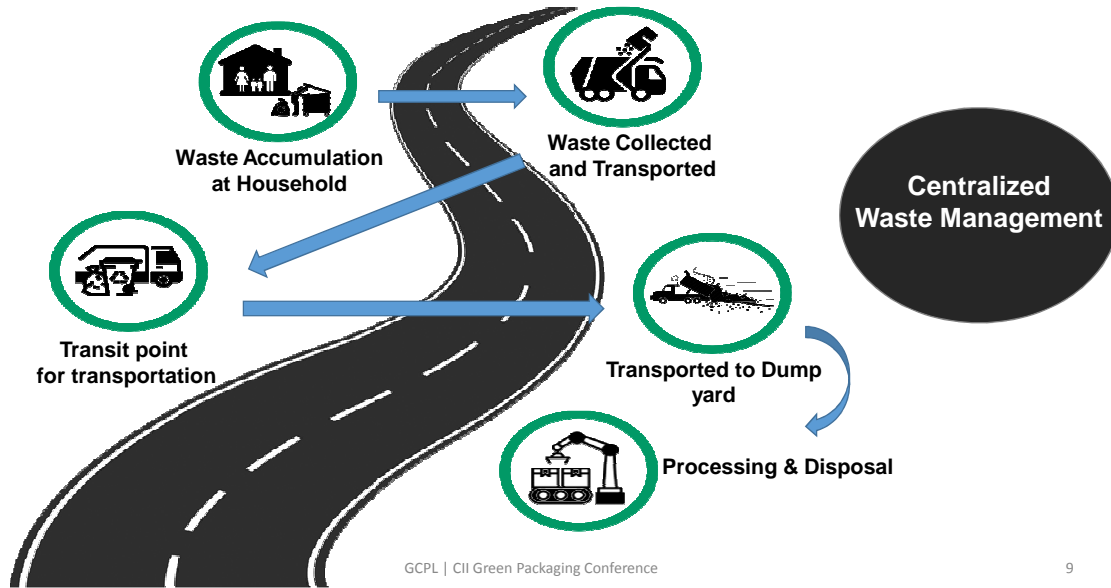 Waste Accumulation
at Household
Waste Collected
and Transported
Centralized
Waste Management
Transit point
for transportation
Transported to Dump
yard
Processing & Disposal
GCPL | CII Green Packaging Conference
9